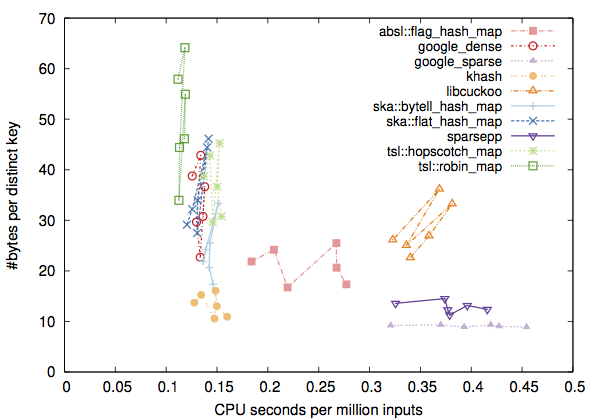 70
60
50
40
30
20
10
0
#bytes per distinct key
absl::flag_hash_map
google_dense
google_sparse
khash
libcuckoo
ska::bytell_hash_map
ska::flat_hash_map
sparsepp
tsl::hopscotch_map
tsl::robin_map
0 0.05 0.1 0.15 0.2 0.25 0.3 0.35 0.4 0.45 0.5
CPU seconds per million inputs